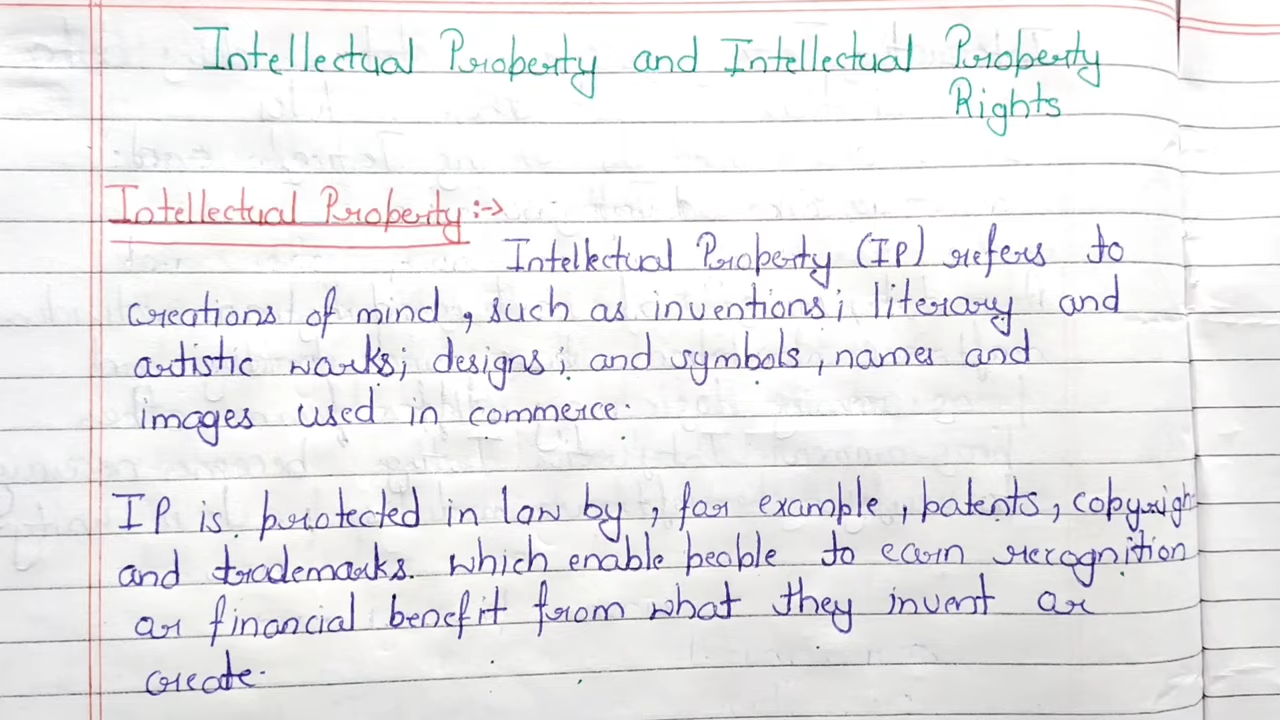 Intellectual Property and Intellectual Property
Rights
Intellectual Property :->
Intellectual Property (IP) refers to
creations of mind, such as inventions; literary and
artistic works; designs; and symbols, names and
images used in commerce.
IP is protected in law by, for example, patents, copyright
and trademarks. which enable people to earn recognition
or financial benefit from what they invent or
create.